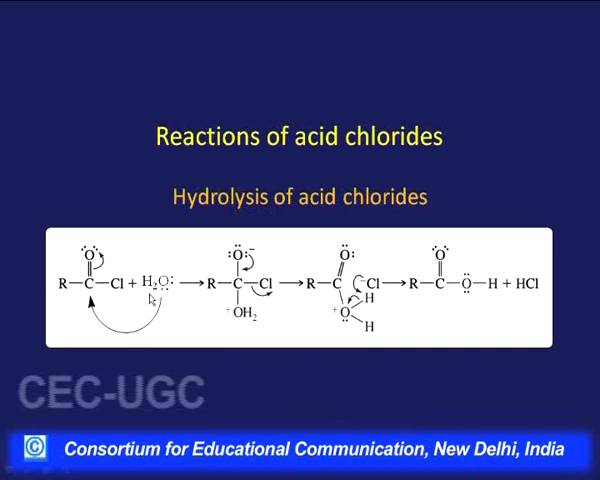 Reactions of acid chlorides
Hydrolysis of acid chlorides
O O⁻ O O
R—C—Cl + H₂O: → R—C—Cl → R—C Cl → R—C—O—H + HCl
⁺OH₂ ⁺O H
H
CEC-UGC
© Consortium for Educational Communication, New Delhi, India